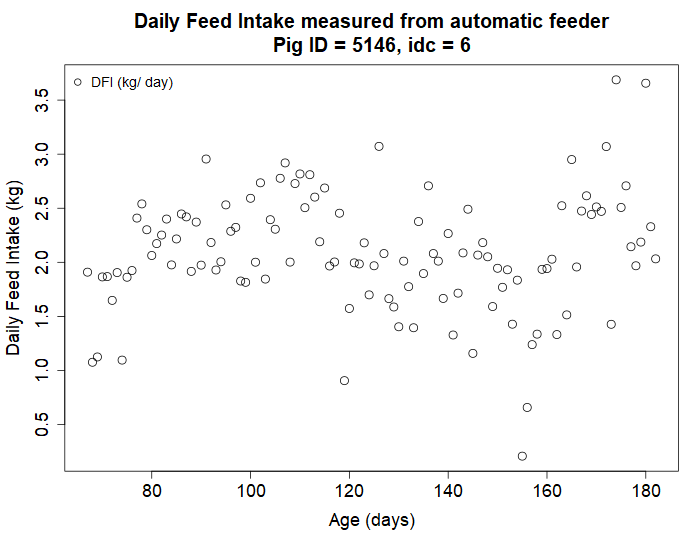 Daily Feed Intake measured from automatic feeder
Pig ID = 5146, idc = 6
DFI (kg/ day)
Daily Feed Intake (kg)
3.5
3.0
2.5
2.0
1.5
1.0
0.5
80 100 120 140 160 180
Age (days)